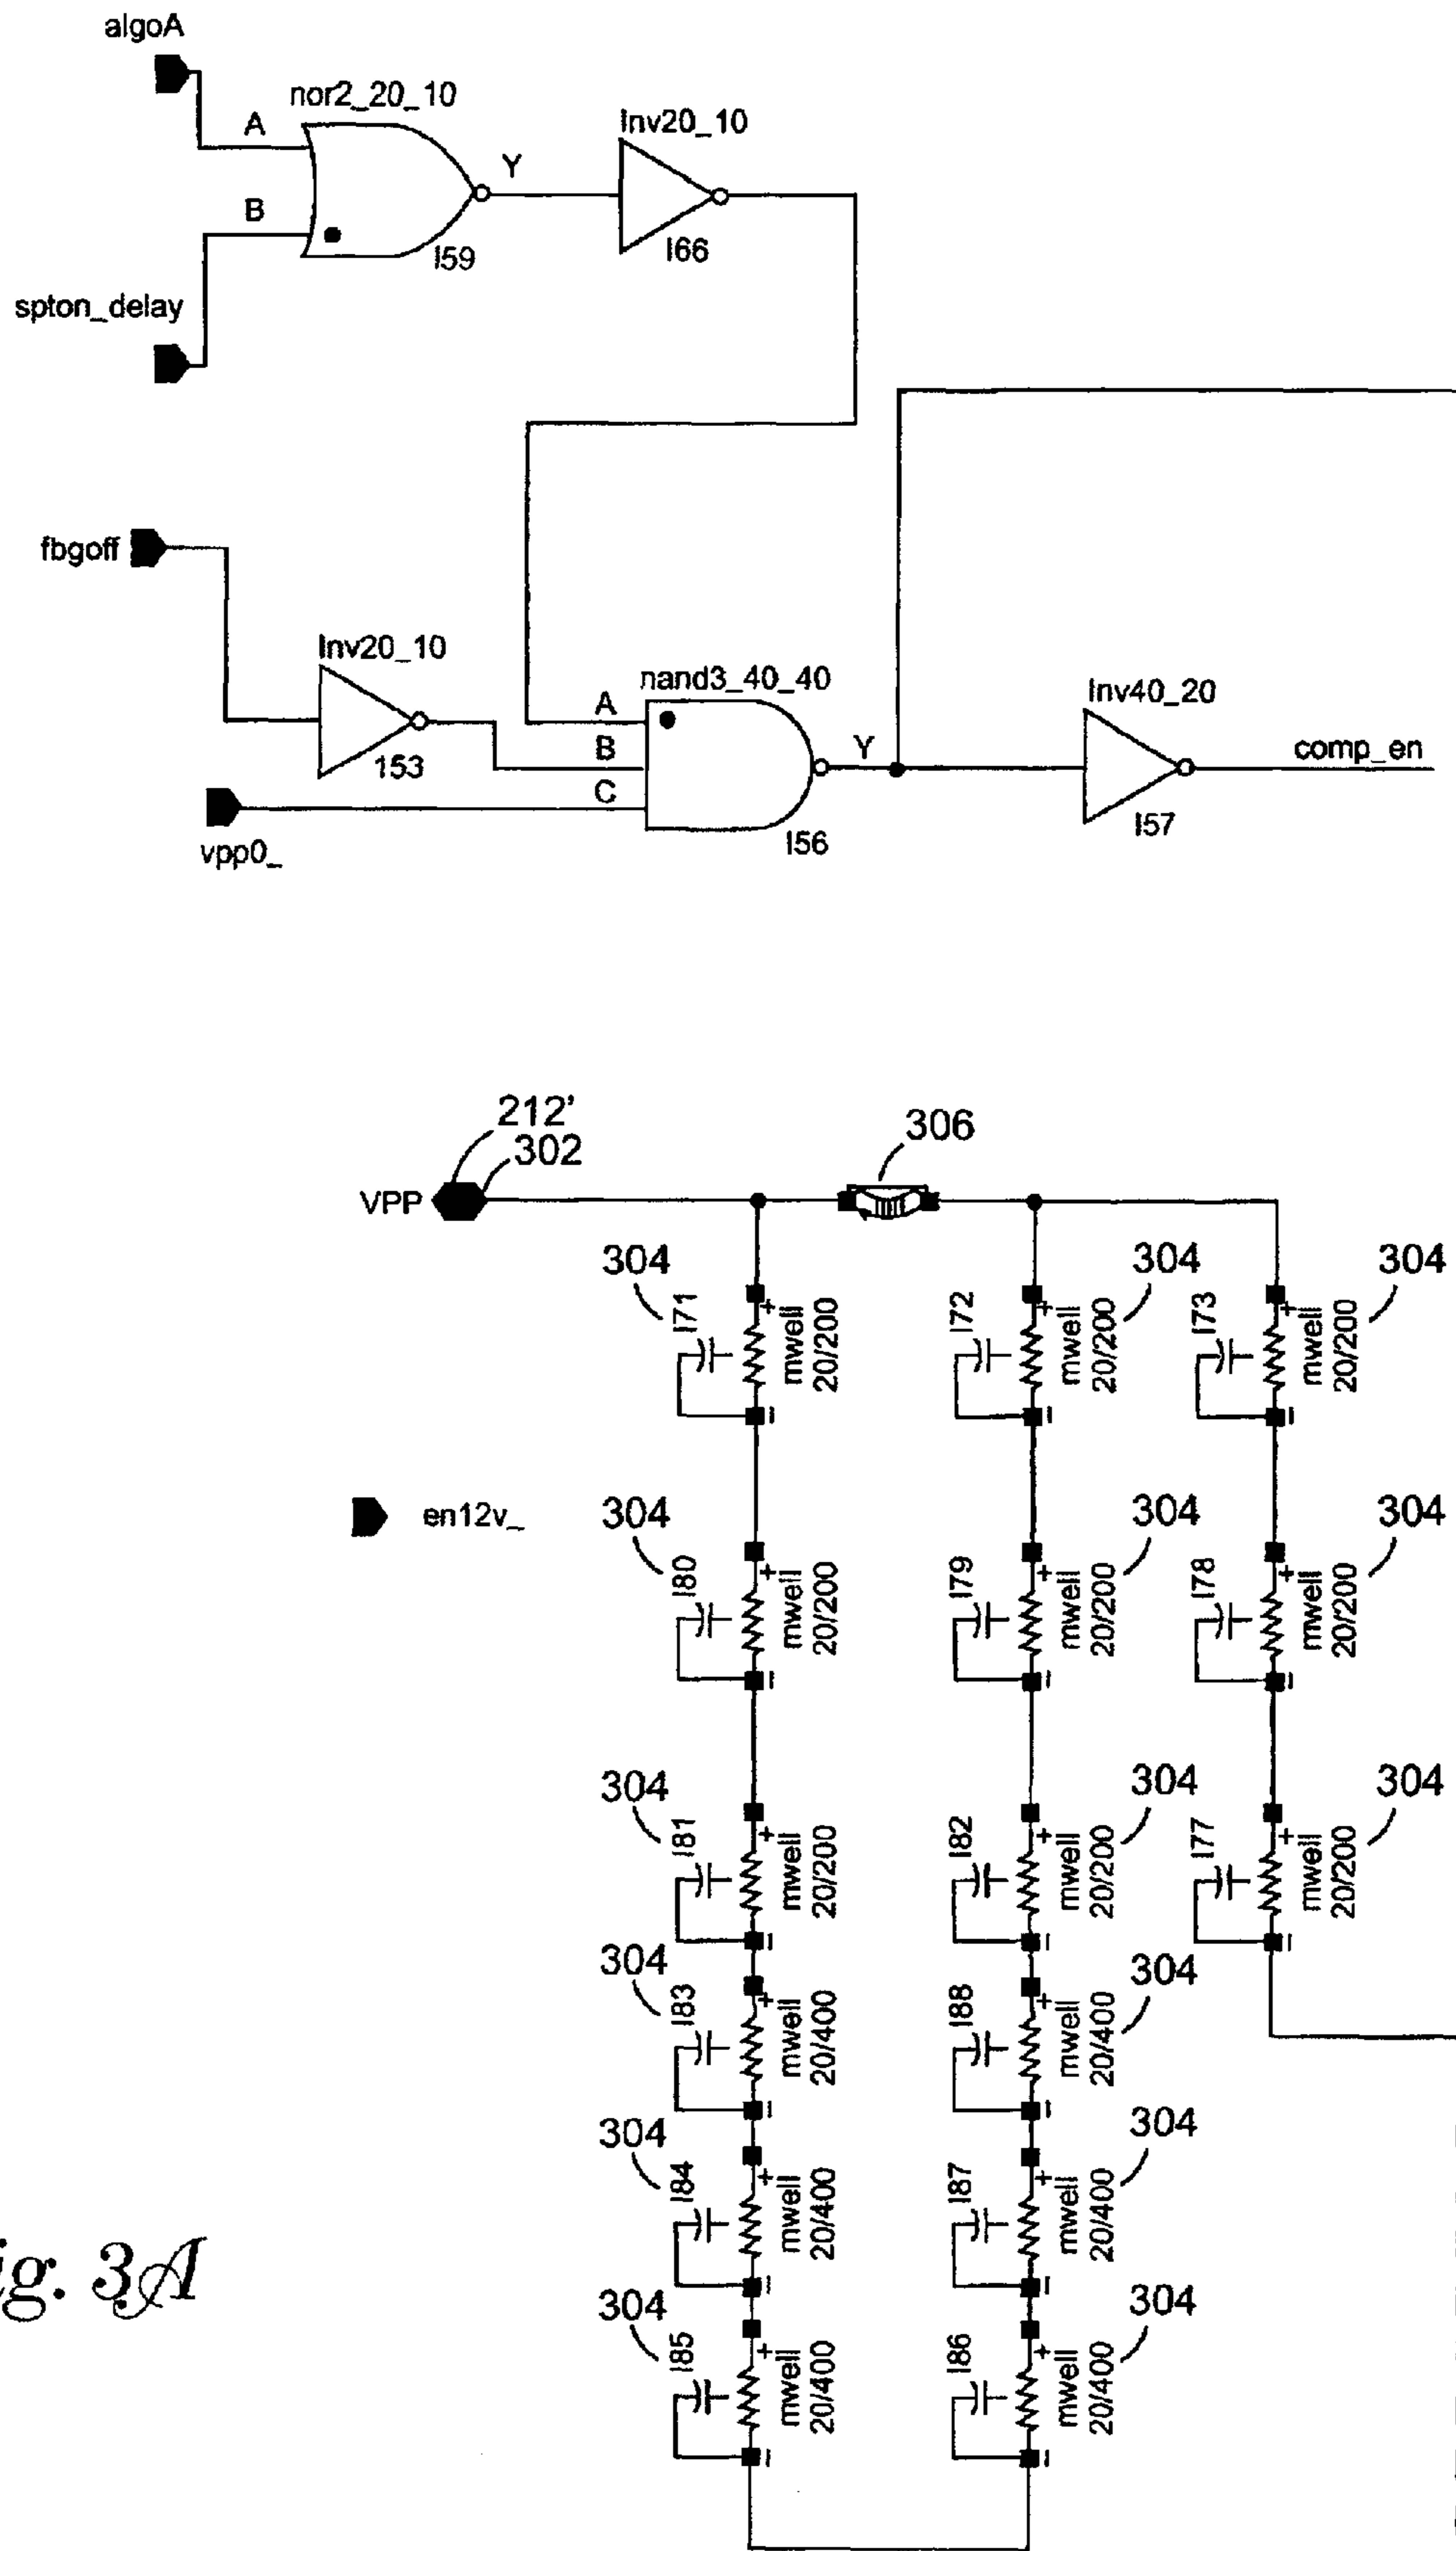 algoA
nor2_20_10
A
B
Y
I59
Inv20_10
I66
spton_delay
fbgoff
Inv20_10
153
vpp0_
nand3_40_40
A
B
C
Y
I56
Inv40_20
I57
comp_en
212'
302
VPP
306
304
I71
+
mwell
20/200
304
I72
+
mwell
20/200
304
I73
+
mwell
20/200
en12v_
304
I80
+
mwell
20/200
304
I79
+
mwell
20/200
304
I78
+
mwell
20/200
304
I81
+
mwell
20/200
304
I82
+
mwell
20/200
304
I77
+
mwell
20/200
304
I83
+
mwell
20/400
304
I88
+
mwell
20/400
304
I84
+
mwell
20/400
304
I87
+
mwell
20/400
304
I85
+
mwell
20/400
304
I86
+
mwell
20/400
ig. 3A